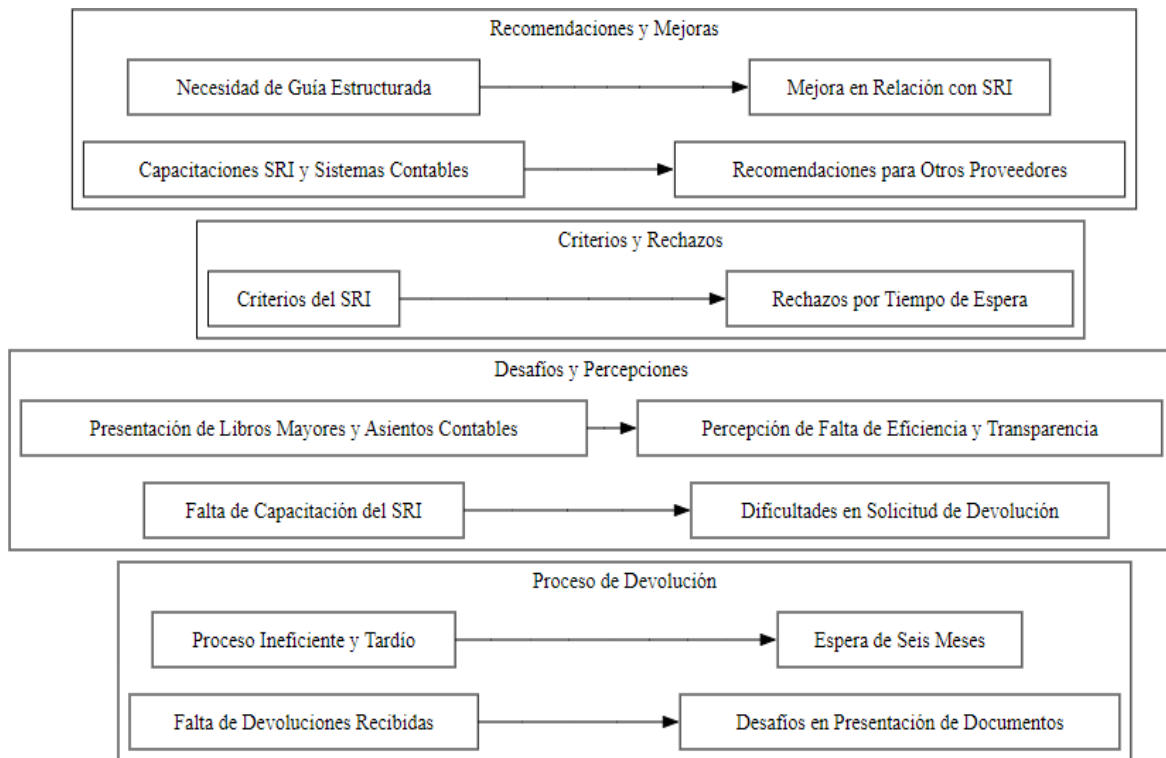 Recomendaciones y Mejoras
Necesidad de Guía Estructurada
Mejora en Relación con SRI
Capacitaciones SRI y Sistemas Contables
Recomendaciones para Otros Proveedores
Criterios y Rechazos
Criterios del SRI
Rechazos por Tiempo de Espera
Desafíos y Percepciones
Presentación de Libros Mayores y Asientos Contables
Percepción de Falta de Eficiencia y Transparencia
Falta de Capacitación del SRI
Dificultades en Solicitud de Devolución
Proceso de Devolución
Proceso Ineficiente y Tardío
Espera de Seis Meses
Falta de Devoluciones Recibidas
Desafíos en Presentación de Documentos